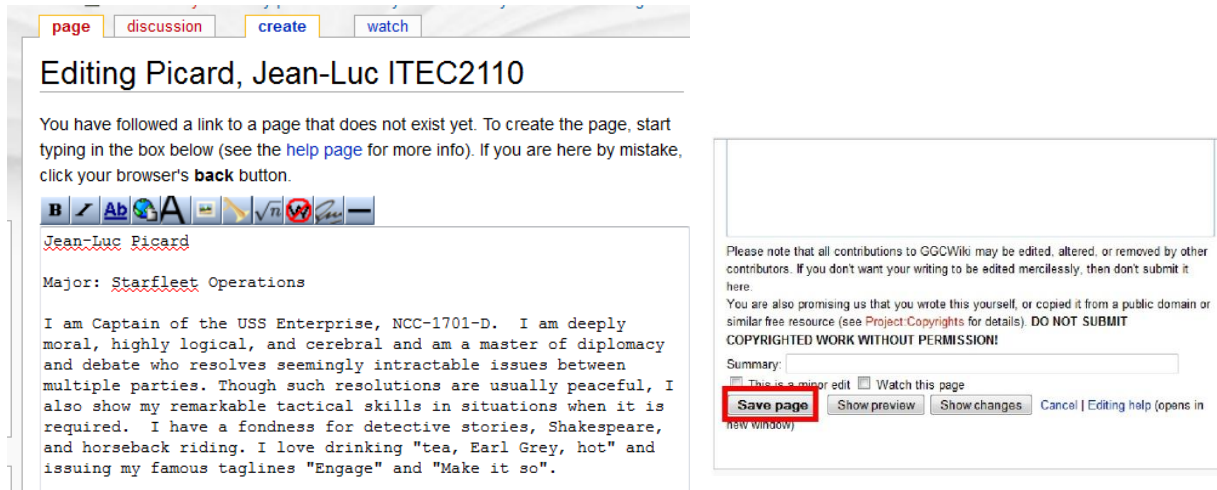 page discussion create watch
Editing Picard, Jean-Luc ITEC2110
You have followed a link to a page that does not exist yet. To create the page, start
typing in the box below (see the help page for more info). If you are here by mistake,
click your browser's back button.
B I Ab A √n W
Jean-Luc Picard
Major: Starfleet Operations
I am Captain of the USS Enterprise, NCC-1701-D. I am deeply
moral, highly logical, and cerebral and am a master of diplomacy
and debate who resolves seemingly intractable issues between
multiple parties. Though such resolutions are usually peaceful, I
also show my remarkable tactical skills in situations when it is
required. I have a fondness for detective stories, Shakespeare,
and horseback riding. I love drinking "tea, Earl Grey, hot" and
issuing my famous taglines "Engage" and "Make it so".
Please note that all contributions to GGCWiki may be edited, altered, or removed by other
contributors. If you don't want your writing to be edited mercilessly, then don't submit it
here.
You are also promising us that you wrote this yourself, or copied it from a public domain or
similar free resource (see Project:Copyrights for details). DO NOT SUBMIT
COPYRIGHTED WORK WITHOUT PERMISSION!
Summary:
This is a minor edit Watch this page
Save page Show preview Show changes Cancel | Editing help (opens in
new window)